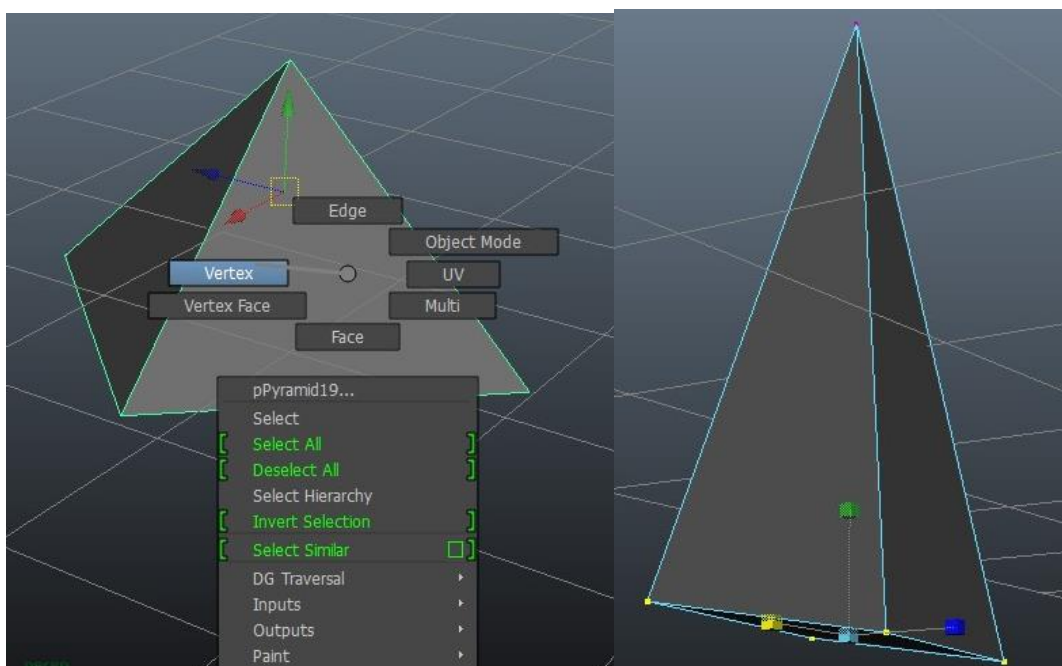 Edge
Object Mode
Vertex
UV
Vertex Face
Multi
Face
pPyramid19...
Select
Select All
Deselect All
Select Hierarchy
Invert Selection
Select Similar
DG Traversal
Inputs
Outputs
Paint
persp